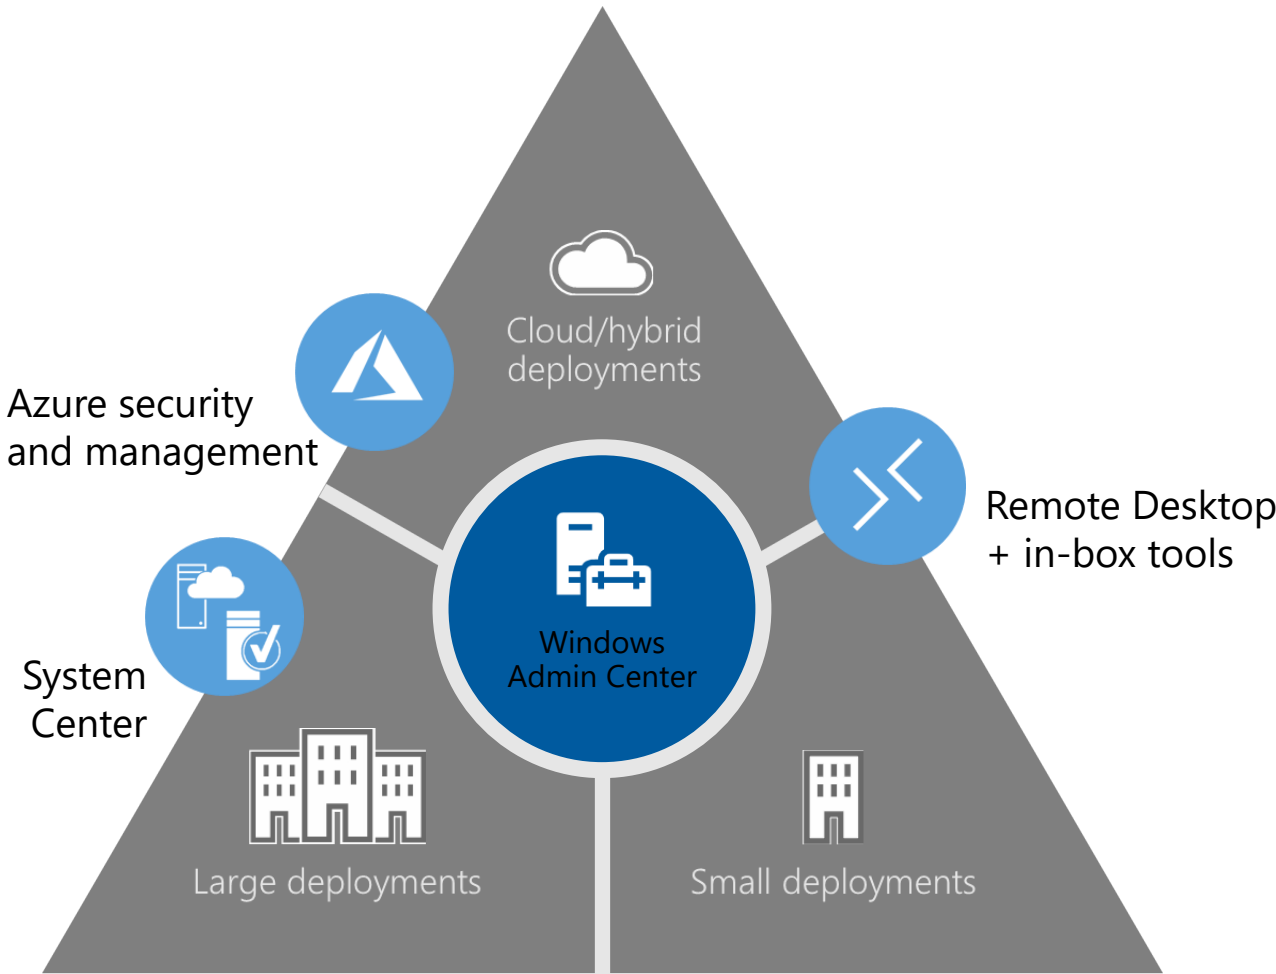 Cloud/hybrid
deployments
Azure security
and management
Remote Desktop
+ in-box tools
Windows
Admin Center
System
Center
Large deployments
Small deployments